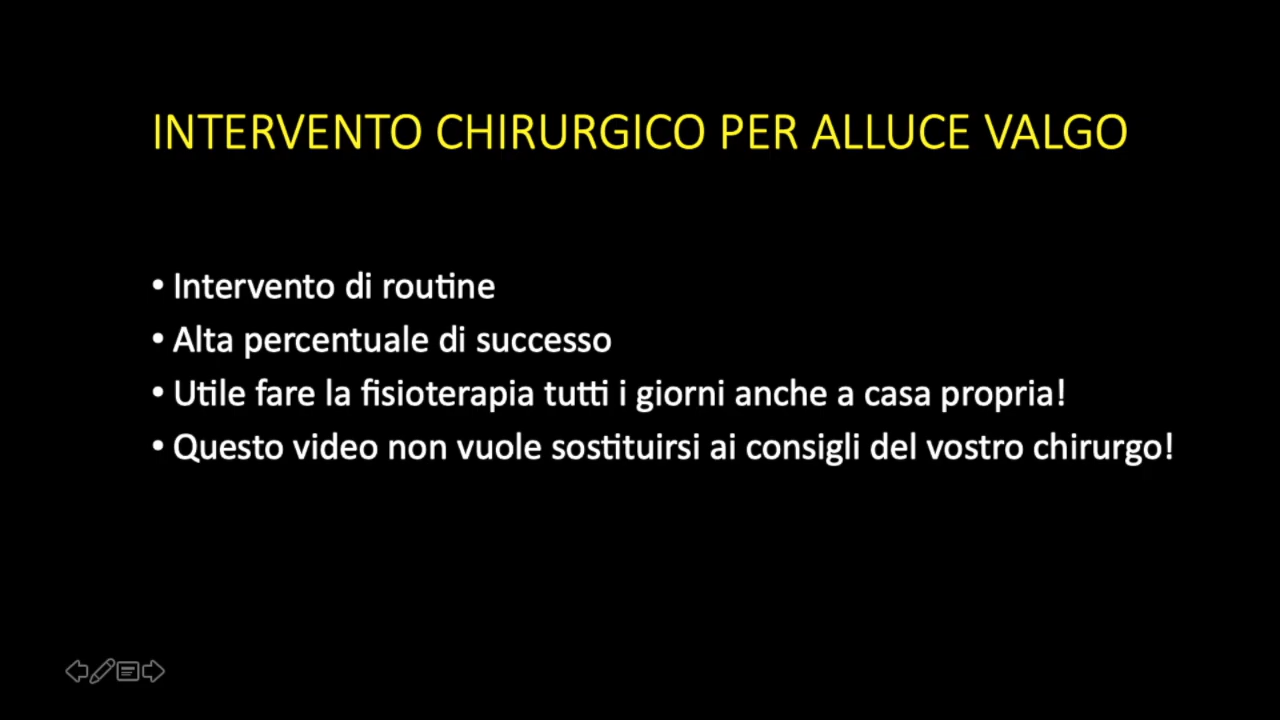 INTERVENTO CHIRURGICO PER ALLUCE VALGO
• Intervento di routine
• Alta percentuale di successo
• Utile fare la fisioterapia tutti i giorni anche a casa propria!
• Questo video non vuole sostituirsi ai consigli del vostro chirurgo!